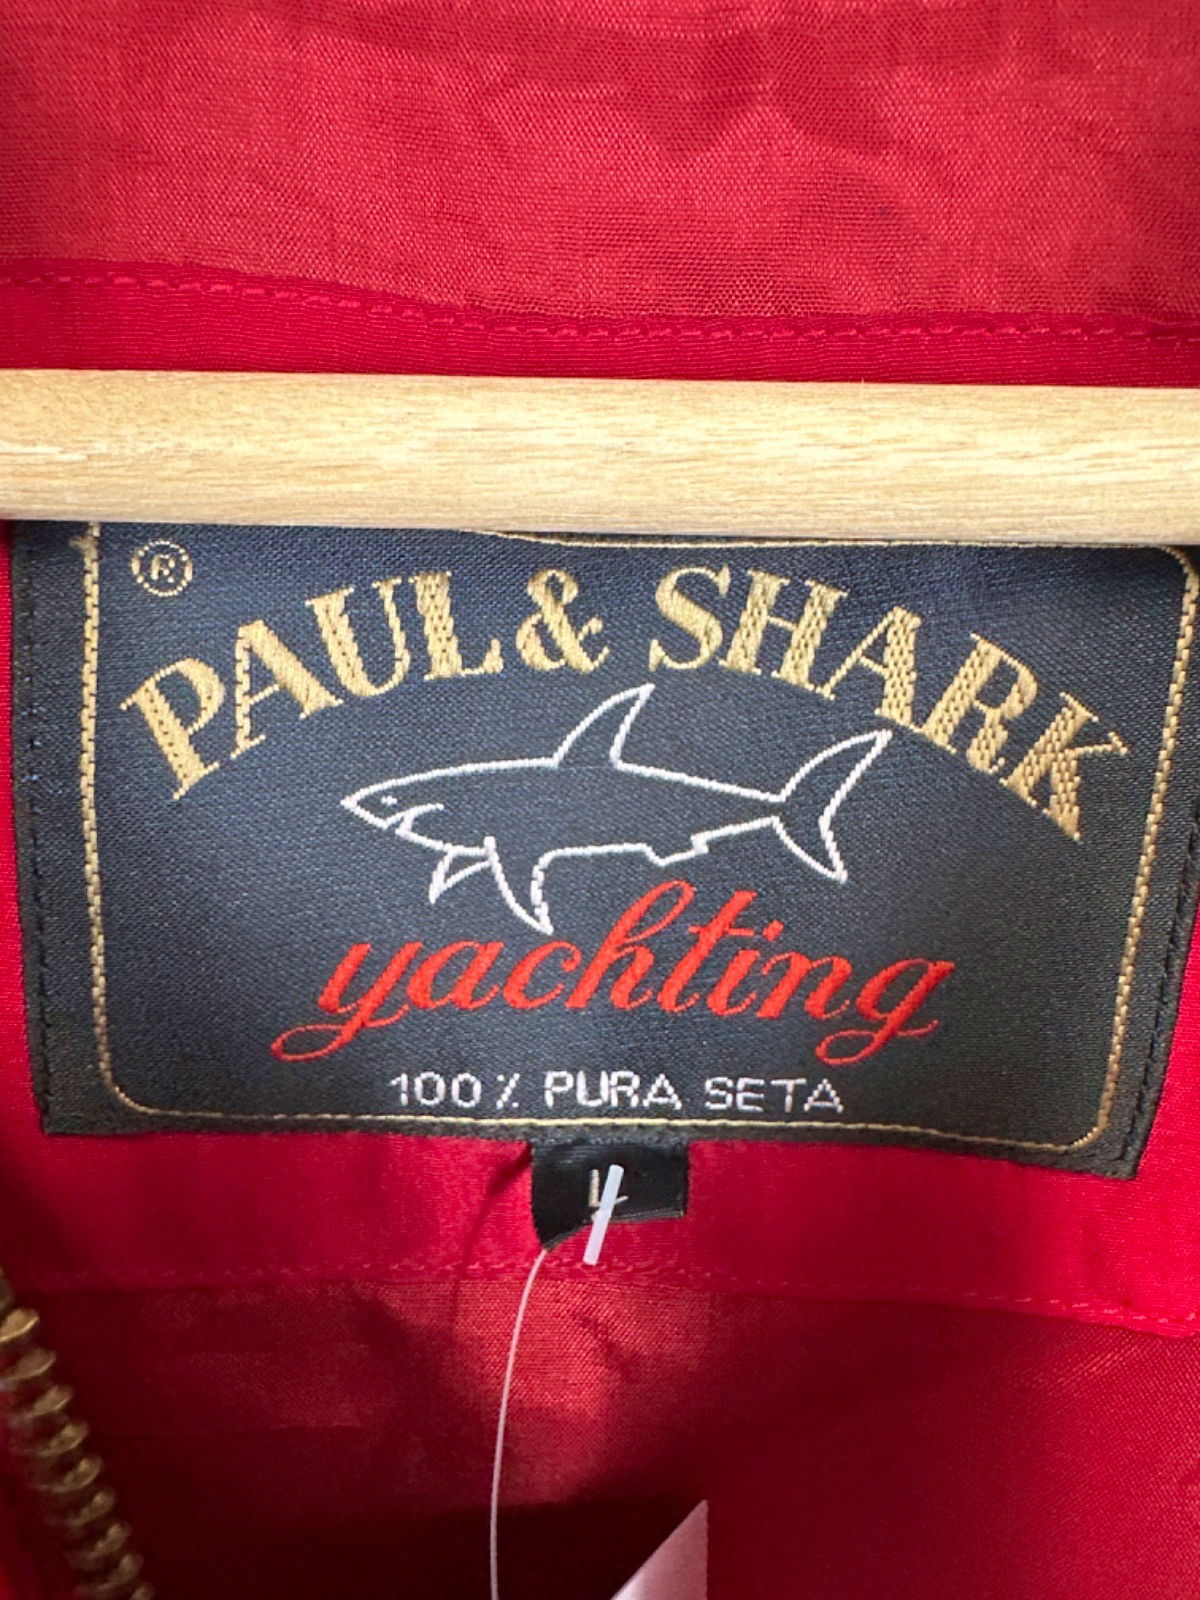 ®
PAUL & SHARK
yachting
100% PURA SETA
L